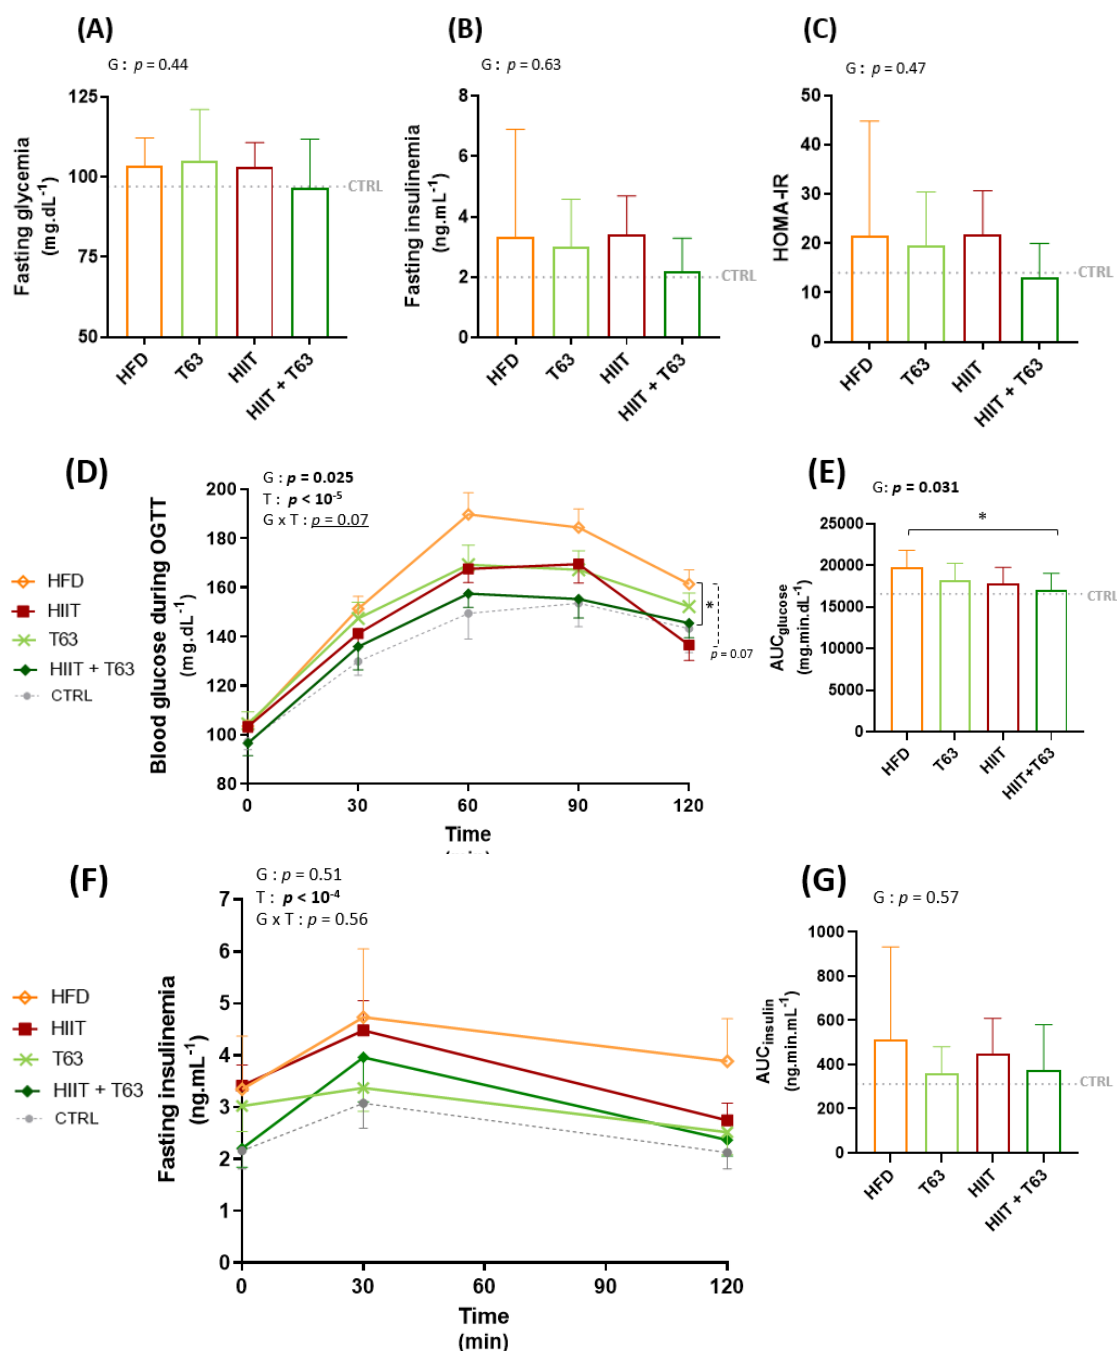 (A)
G : p = 0.44
Fasting glycemia
(mg.dL⁻¹)
125
100
75
50
CTRL
HFD
T63
HIIT
HIIT + T63
(B)
G : p = 0.63
Fasting insulinemia
(ng.mL⁻¹)
8
6
4
2
0
CTRL
HFD
T63
HIIT
HIIT + T63
(C)
G : p = 0.47
HOMA-IR
50
40
30
20
10
0
CTRL
HFD
T63
HIIT
HIIT + T63
(D)
G : p = 0.025
T : p < 10⁻⁵
G x T : p = 0.07
HFD
HIIT
T63
HIIT + T63
CTRL
Blood glucose during OGTT
(mg.dL⁻¹)
200
180
160
140
120
100
80
*
p = 0.07
0 30 60 90 120
Time
(E)
G: p = 0.031
*
AUCglucose
(mg.min.dL⁻¹)
25000
20000
15000
10000
5000
0
CTRL
HFD
T63
HIIT
HIIT+T63
(F)
G : p = 0.51
T : p < 10⁻⁴
G x T : p = 0.56
HFD
HIIT
T63
HIIT + T63
CTRL
Fasting insulinemia
(ng.mL⁻¹)
7
6
5
4
3
2
1
0
0 30 60 90 120
Time
(min)
(G)
G : p = 0.57
AUCinsulin
(ng.min.mL⁻¹)
1000
800
600
400
200
0
CTRL
HFD
T63
HIIT
HIIT + T63